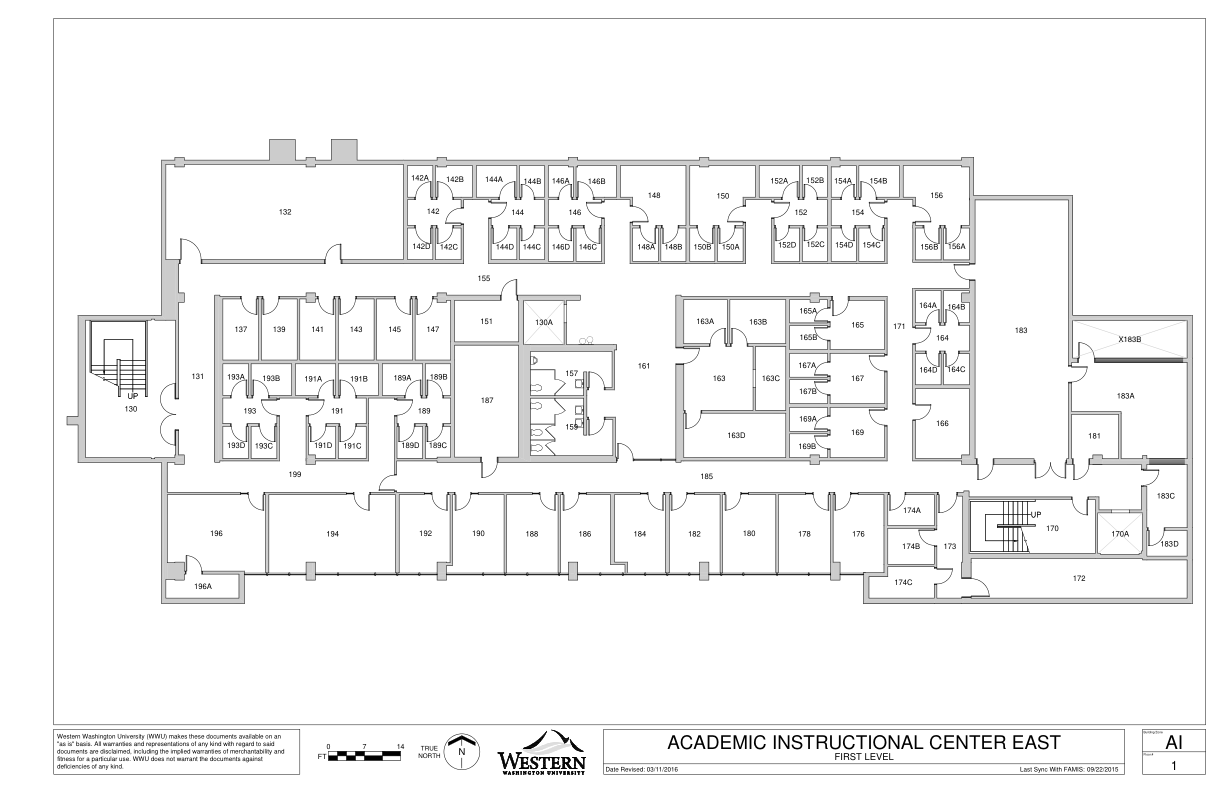 142A 142B 144A 144B 146A 146B 148 150 152A 152B 154A 154B 156
132 142 144 146 152 154
142D 142C 144D 144C 146D 146C 148A 148B 150B 150A 152D 152C 154D 154C 156B 156A
155
137 139 141 143 145 147 151 130A 163A 163B 165A 165 171 164A 164B 183
165B 164 X183B
131 193A 193B 191A 191B 189A 189B 157 161 163 163C 167A 167 164D 164C
UP
130 193 191 189 187 159 167B 166 183A
193D 193C 191D 191C 189D 189C 163D 169A 169 181
169B
199 185
183C
196 194 192 190 188 186 184 182 180 178 176 174A UP 170 170A
174B 173 183D
196A 174C 172
Western Washington University (WWU) makes these documents available on an
"as is" basis. All warranties and representations of any kind with regard to said
documents are disclaimed, including the implied warranties of merchantability and
fitness for a particular use. WWU does not warrant the documents against
deficiencies of any kind.
0 7 14
FT
TRUE
NORTH
N
WESTERN
WASHINGTON UNIVERSITY
ACADEMIC INSTRUCTIONAL CENTER EAST
FIRST LEVEL
Date Revised: 03/11/2016 Last Sync With FAMIS: 09/22/2015
AI
1